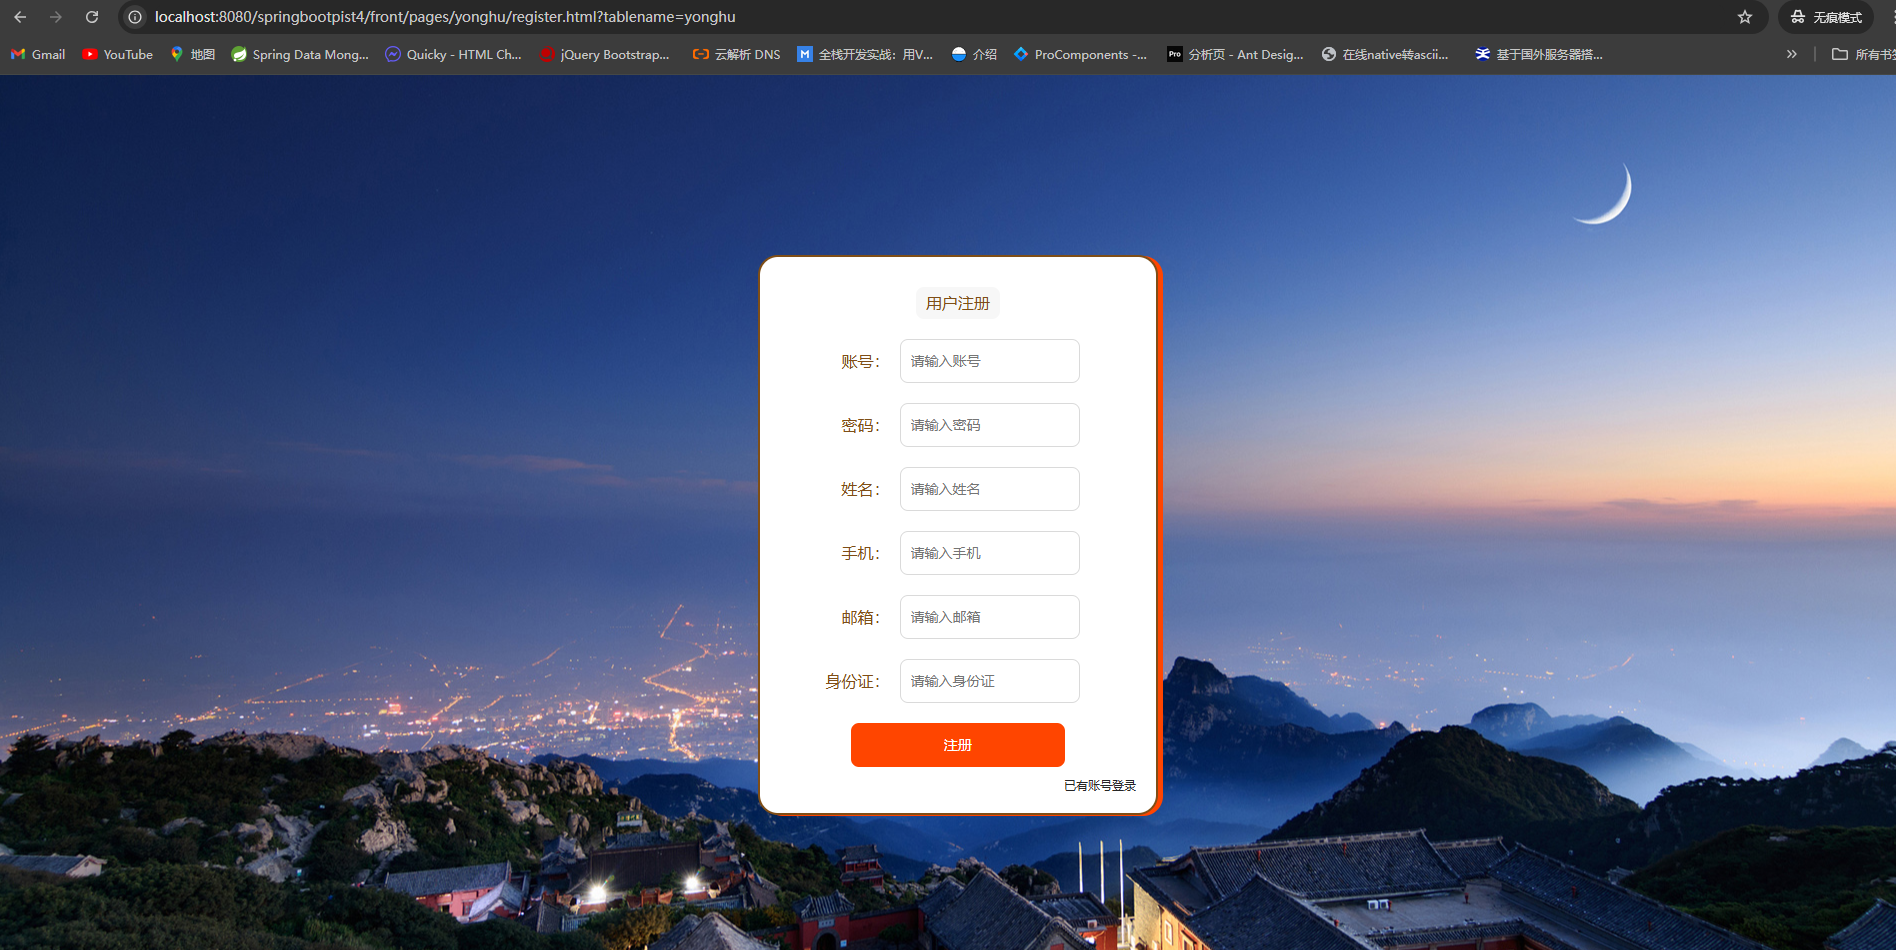 localhost:8080/springbootpist4/front/pages/yonghu/register.html?tablename=yonghu
无痕模式
Gmail
YouTube
地图
Spring Data Mong...
Quicky - HTML Ch...
jQuery Bootstrap...
云解析 DNS
M
全栈开发实战：用V...
介绍
ProComponents -...
Pro
分析页 - Ant Desig...
在线native转ascii...
基于国外服务器搭...
所有书签
用户注册
账号：
请输入账号
密码：
请输入密码
姓名：
请输入姓名
手机：
请输入手机
邮箱：
请输入邮箱
身份证：
请输入身份证
注册
已有账号登录